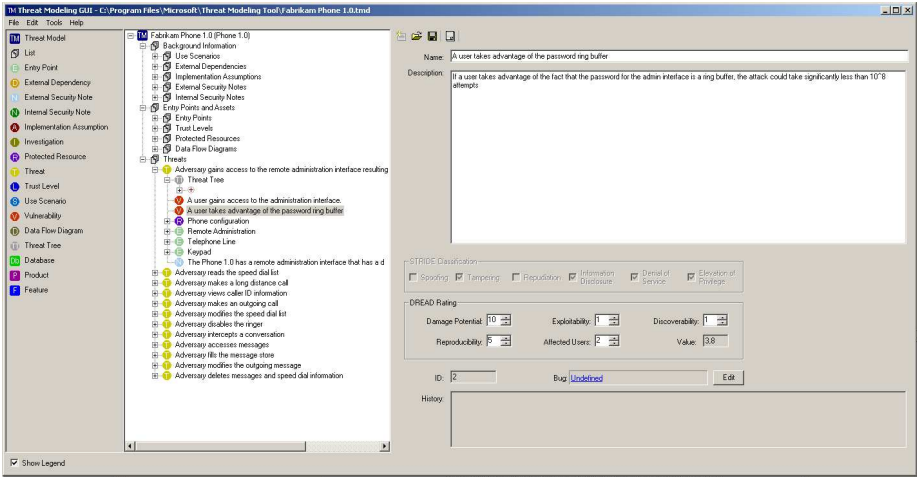 Threat Modeling GUI - C:\Program Files\Microsoft\Threat Modeling Tool\Fabrikam Phone 1.0.tmd
File Edit Tools Help
TM Threat Model
List
E Entry Point
D External Dependency
N External Security Note
N Internal Security Note
A Implementation Assumption
I Investigation
R Protected Resource
T Threat
L Trust Level
S Use Scenario
V Vulnerability
D Data Flow Diagram
TT Threat Tree
Do Database
P Product
F Feature
Show Legend
TM Fabrikam Phone 1.0 (Phone 1.0)
Background Information
Use Scenarios
External Dependencies
Implementation Assumptions
External Security Notes
Internal Security Notes
Entry Points and Assets
Entry Points
Trust Levels
Protected Resources
Data Flow Diagrams
Threats
Adversary gains access to the remote administration interface resulting
Threat Tree
A user gains access to the administration interface.
A user takes advantage of the password ring buffer
Phone configuration
Remote Administration
Telephone Line
Keypad
The Phone 1.0 has a remote administration interface that has a d
Adversary reads the speed dial list
Adversary makes a long distance call
Adversary views caller ID information
Adversary makes an outgoing call
Adversary modifies the speed dial list
Adversary disables the ringer
Adversary intercepts a conversation
Adversary accesses messages
Adversary fills the message store
Adversary modifies the outgoing message
Adversary deletes messages and speed dial information
Name: A user takes advantage of the password ring buffer
Description: If a user takes advantage of the fact that the password for the admin interface is a ring buffer, the attack could take significantly less than 10^8
attempts
STRIDE Classification
Spoofing Tampering Repudiation Information Disclosure Denial of Service Elevation of Privilege
DREAD Rating
Damage Potential: 10 Exploitability: 1 Discoverability: 1
Reproducibility: 5 Affected Users: 2 Value: 3.8
ID: 2 Bug: Undefined Edit
History: